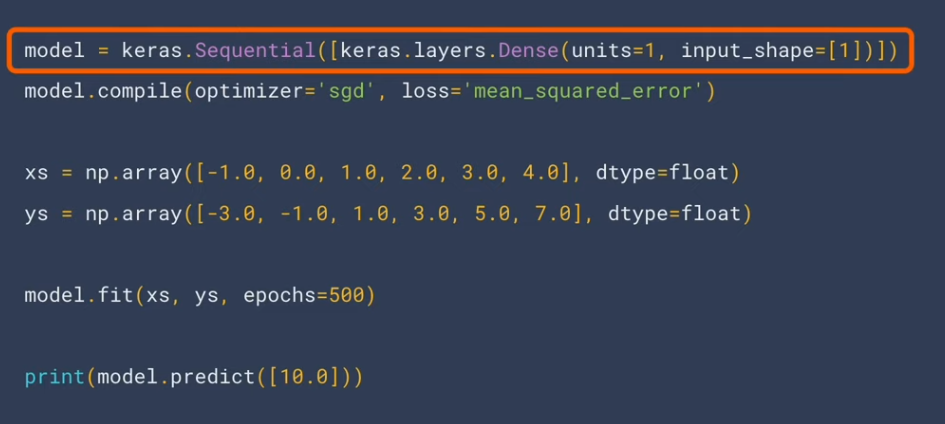 model = keras.Sequential([keras.layers.Dense(units=1, input_shape=[1])])
model.compile(optimizer='sgd', loss='mean_squared_error')
xs = np.array([-1.0, 0.0, 1.0, 2.0, 3.0, 4.0], dtype=float)
ys = np.array([-3.0, -1.0, 1.0, 3.0, 5.0, 7.0], dtype=float)
model.fit(xs, ys, epochs=500)
print(model.predict([10.0]))